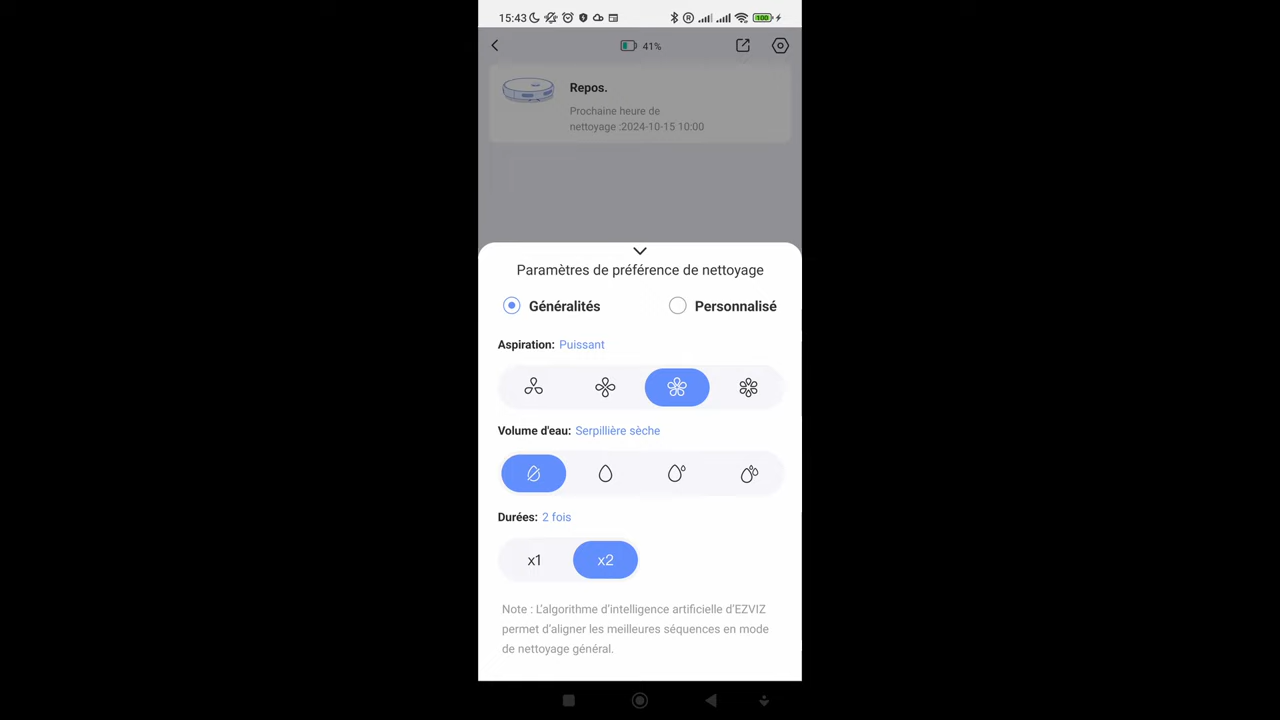 15:43
100
41%
Repos.
Prochaine heure de
nettoyage :2024-10-15 10:00
Paramètres de préférence de nettoyage
Généralités Personnalisé
Aspiration: Puissant
Volume d'eau: Serpillière sèche
Durées: 2 fois
x1 x2
Note : L'algorithme d'intelligence artificielle d'EZVIZ
permet d'aligner les meilleures séquences en mode
de nettoyage général.